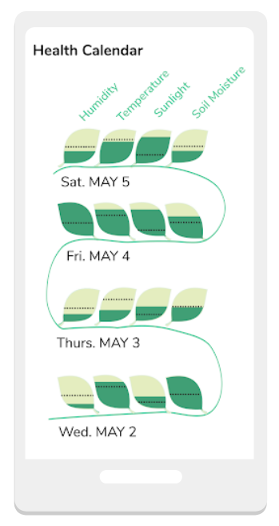 Health Calendar
Humidity
Temperature
Sunlight
Soil Moisture
Sat. MAY 5
Fri. MAY 4
Thurs. MAY 3
Wed. MAY 2